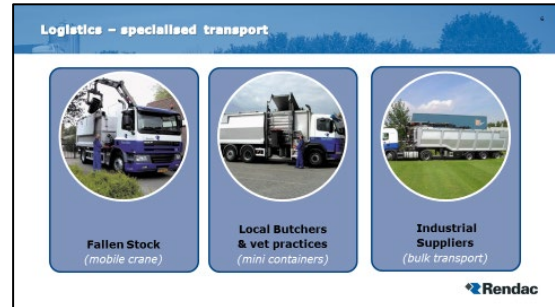 Logistics – specialised transport
Fallen Stock
(mobile crane)
Local Butchers
& vet practices
(mini containers)
Industrial
Suppliers
(bulk transport)
Rendac